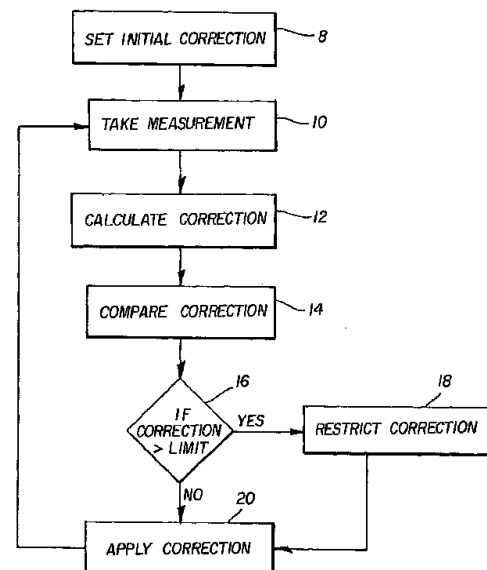 SET INITIAL CORRECTION
8
TAKE MEASUREMENT
10
CALCULATE CORRECTION
12
COMPARE CORRECTION
14
16
IF
CORRECTION
> LIMIT
YES
18
RESTRICT CORRECTION
NO
20
APPLY CORRECTION